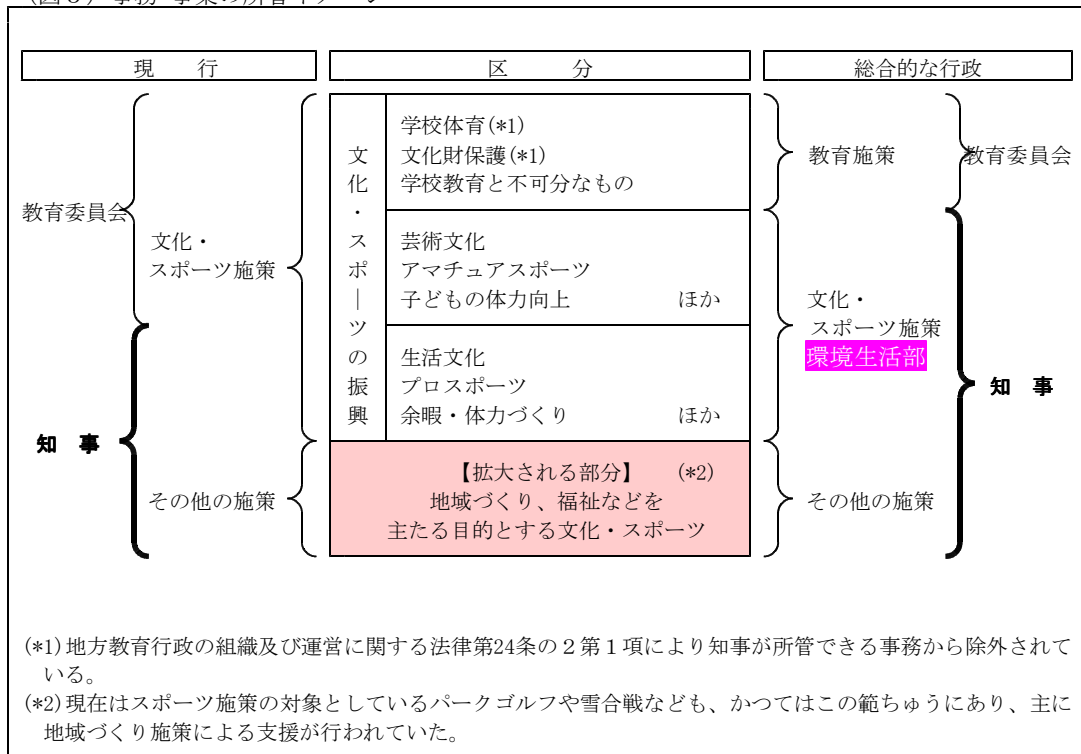 現　　行
区　　　分
総合的な行政
教育委員会
文化・
スポーツ施策
知　事
その他の施策
文化・スポーツの振興
学校体育(*1)
文化財保護(*1)
学校教育と不可分なもの
芸術文化
アマチュアスポーツ
子どもの体力向上　　　　ほか
生活文化
プロスポーツ
余暇・体力づくり　　　　ほか
【拡大される部分】　(*2)
地域づくり、福祉などを
主たる目的とする文化・スポーツ
教育施策
文化・
スポーツ施策
環境生活部
その他の施策
教育委員会
知　事
(*1)地方教育行政の組織及び運営に関する法律第24条の２第１項により知事が所管できる事務から除外されて
いる。
(*2)現在はスポーツ施策の対象としているパークゴルフや雪合戦なども、かつてはこの範ちゅうにあり、主に
地域づくり施策による支援が行われていた。